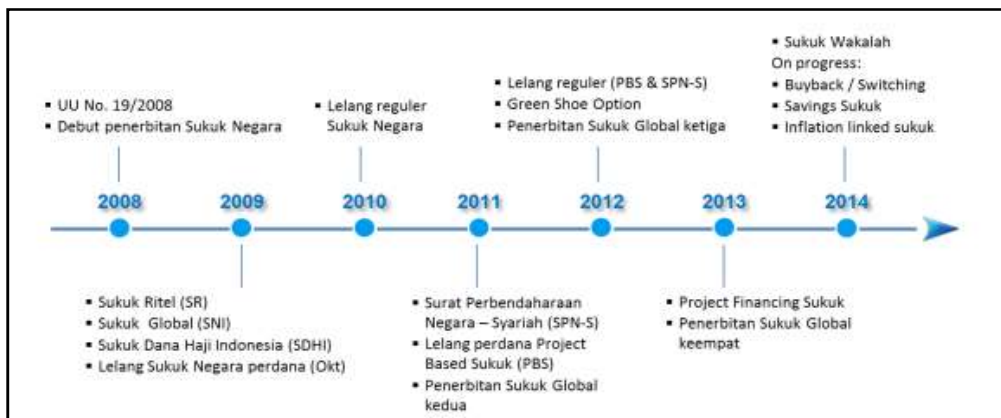 ▪ UU No. 19/2008
▪ Debut penerbitan Sukuk Negara
▪ Lelang reguler
Sukuk Negara
▪ Lelang reguler (PBS & SPN-S)
▪ Green Shoe Option
▪ Penerbitan Sukuk Global ketiga
▪ Sukuk Wakalah
On progress:
▪ Buyback / Switching
▪ Savings Sukuk
▪ Inflation linked sukuk
2008 2009 2010 2011 2012 2013 2014
▪ Sukuk Ritel (SR)
▪ Sukuk Global (SNI)
▪ Sukuk Dana Haji Indonesia (SDHI)
▪ Lelang Sukuk Negara perdana (Okt)
▪ Surat Perbendaharaan
Negara – Syariah (SPN-S)
▪ Lelang perdana Project
Based Sukuk (PBS)
▪ Penerbitan Sukuk Global
kedua
▪ Project Financing Sukuk
▪ Penerbitan Sukuk Global
keempat